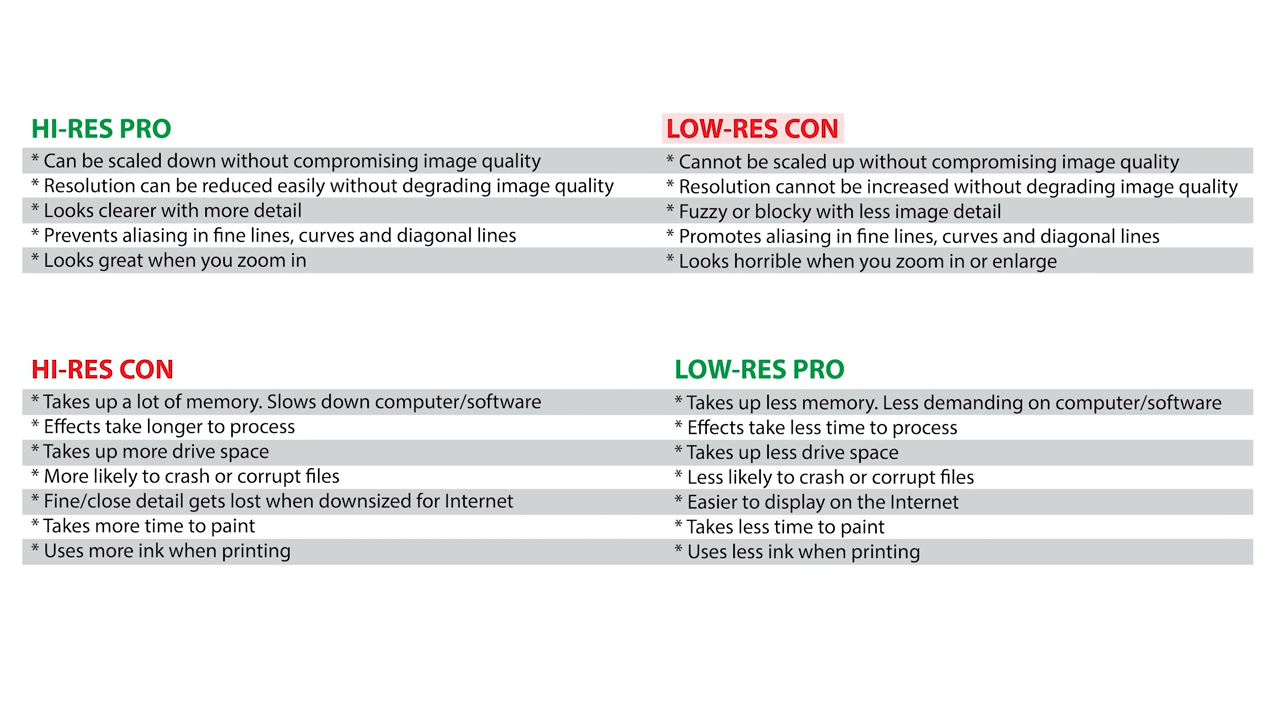 HI-RES PRO
* Can be scaled down without compromising image quality
* Resolution can be reduced easily without degrading image quality
* Looks clearer with more detail
* Prevents aliasing in fine lines, curves and diagonal lines
* Looks great when you zoom in
LOW-RES CON
* Cannot be scaled up without compromising image quality
* Resolution cannot be increased without degrading image quality
* Fuzzy or blocky with less image detail
* Promotes aliasing in fine lines, curves and diagonal lines
* Looks horrible when you zoom in or enlarge
HI-RES CON
* Takes up a lot of memory. Slows down computer/software
* Effects take longer to process
* Takes up more drive space
* More likely to crash or corrupt files
* Fine/close detail gets lost when downsized for Internet
* Takes more time to paint
* Uses more ink when printing
LOW-RES PRO
* Takes up less memory. Less demanding on computer/software
* Effects take less time to process
* Takes up less drive space
* Less likely to crash or corrupt files
* Easier to display on the Internet
* Takes less time to paint
* Uses less ink when printing